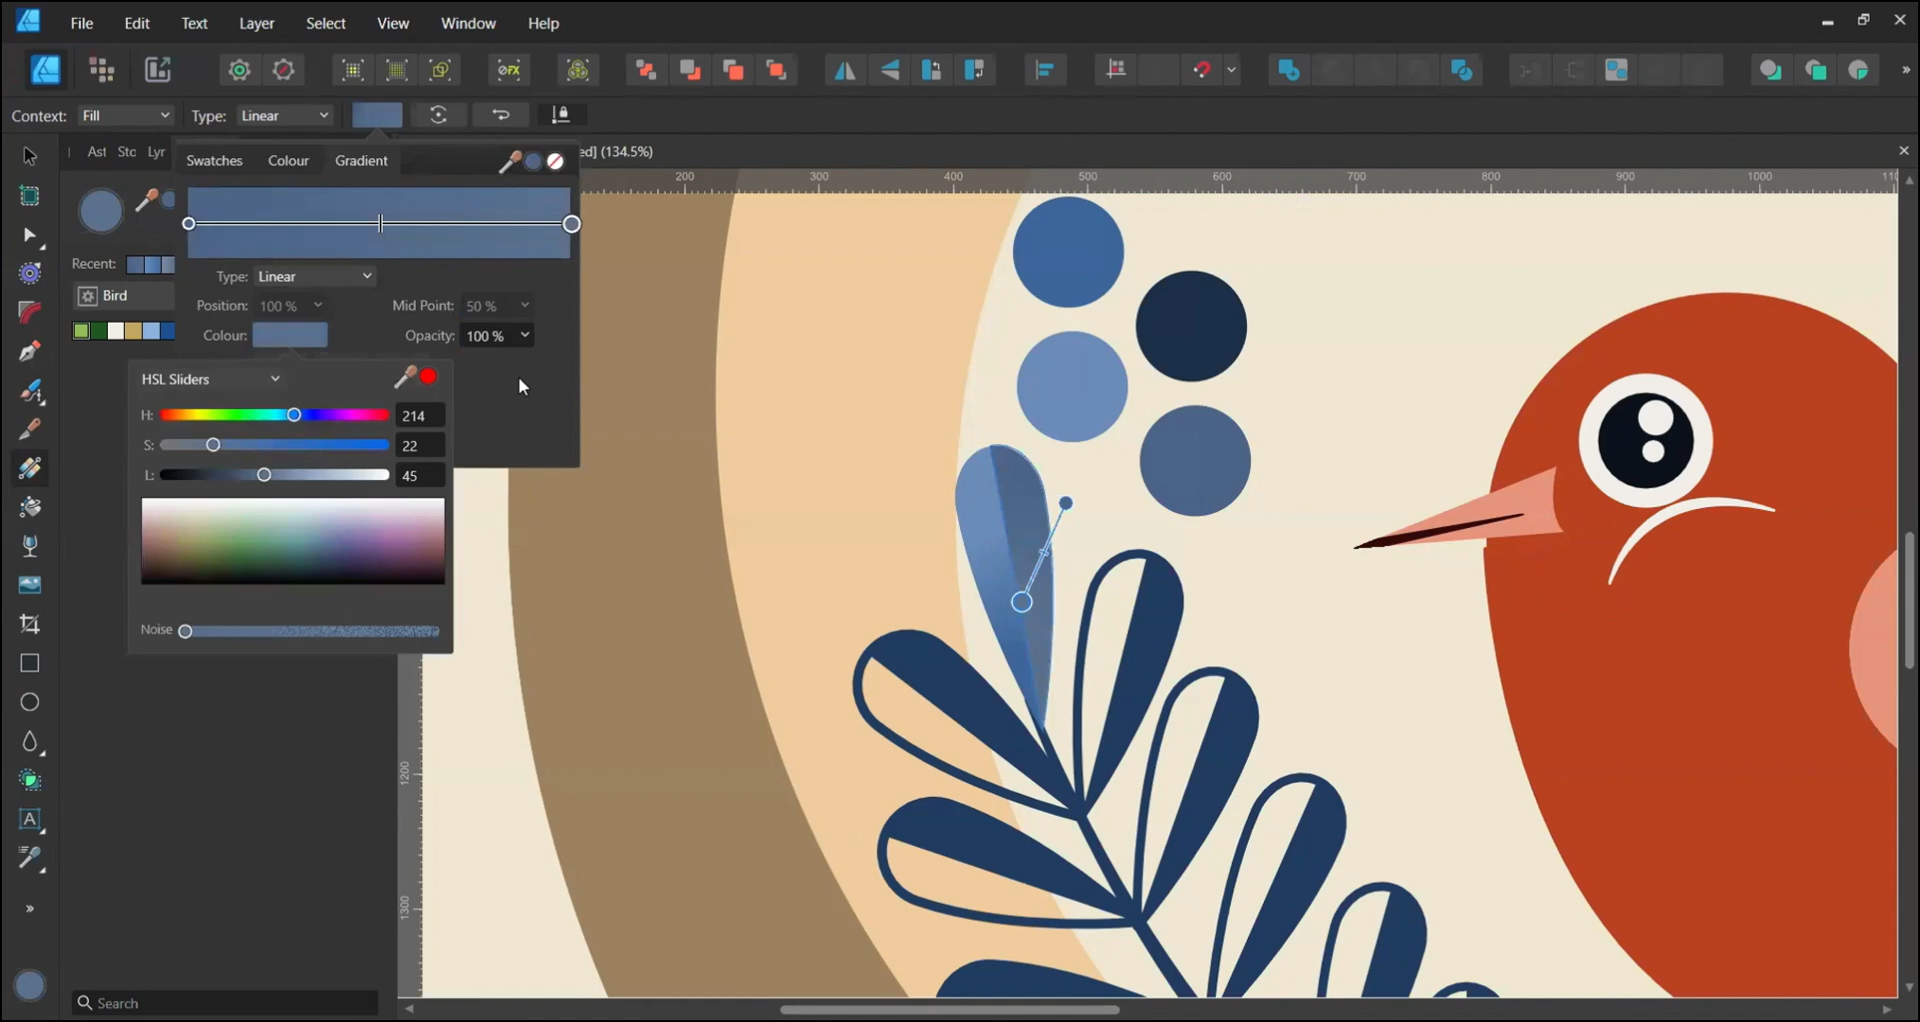 File Edit Text Layer Select View Window Help
Context: Fill Type: Linear
Ast Stc Lyr Swatches Colour Gradient ed] (134.5%)
200 300 400 500 600 700 800 900 1000
Recent:
Type: Linear
Bird
Position: 100 % Mid Point: 50 %
Colour: Opacity: 100 %
HSL Sliders
H: 214
S: 22
L: 45
Noise
1200
1300
Search